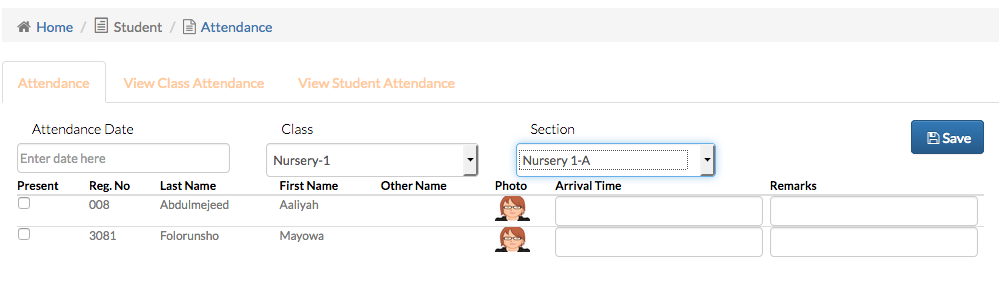 Home / Student / Attendance
Attendance View Class Attendance View Student Attendance
Attendance Date Class Section Save
Enter date here Nursery-1 Nursery 1-A
Present Reg. No Last Name First Name Other Name Photo Arrival Time Remarks
008 Abdulmejeed Aaliyah
3081 Folorunsho Mayowa